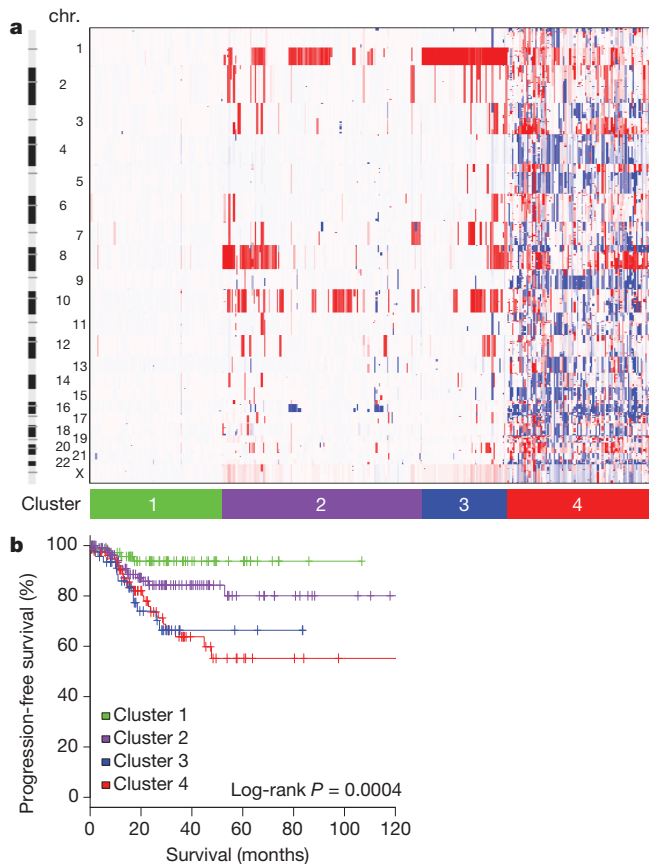 a
chr.
1
2
3
4
5
6
7
8
9
10
11
12
13
14
15
16
17
18
19
20
21
22
X
Cluster 1 2 3 4
b
Progression-free survival (%)
100
80
60
40
20
0
Cluster 1
Cluster 2
Cluster 3
Cluster 4
Log-rank P = 0.0004
0 20 40 60 80 100 120
Survival (months)